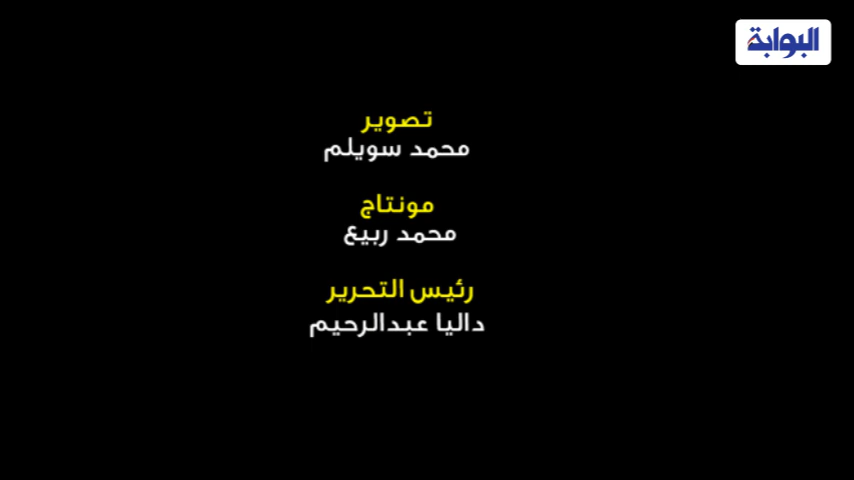 البوابة
تصوير
محمد سويلم
مونتاج
محمد ربيع
رئيس التحرير
داليا عبدالرحيم